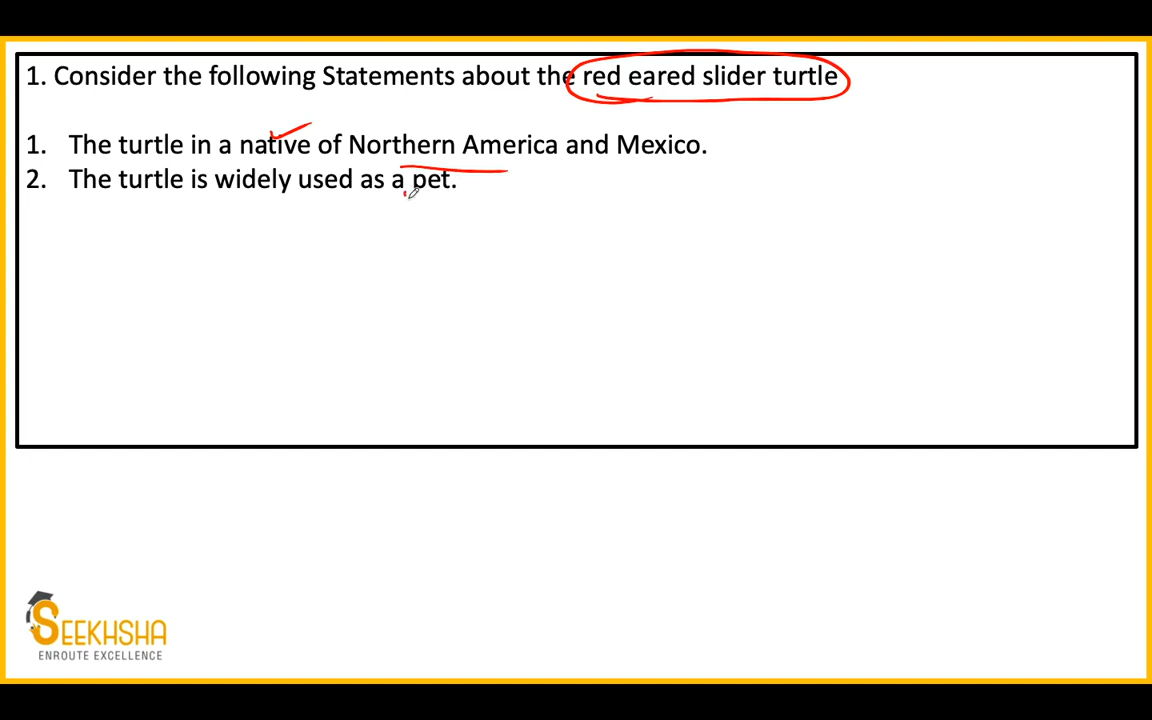 1. Consider the following Statements about the red eared slider turtle
1. The turtle in a native of Northern America and Mexico.
2. The turtle is widely used as a pet.
SEEKHSHA
ENROUTE EXCELLENCE